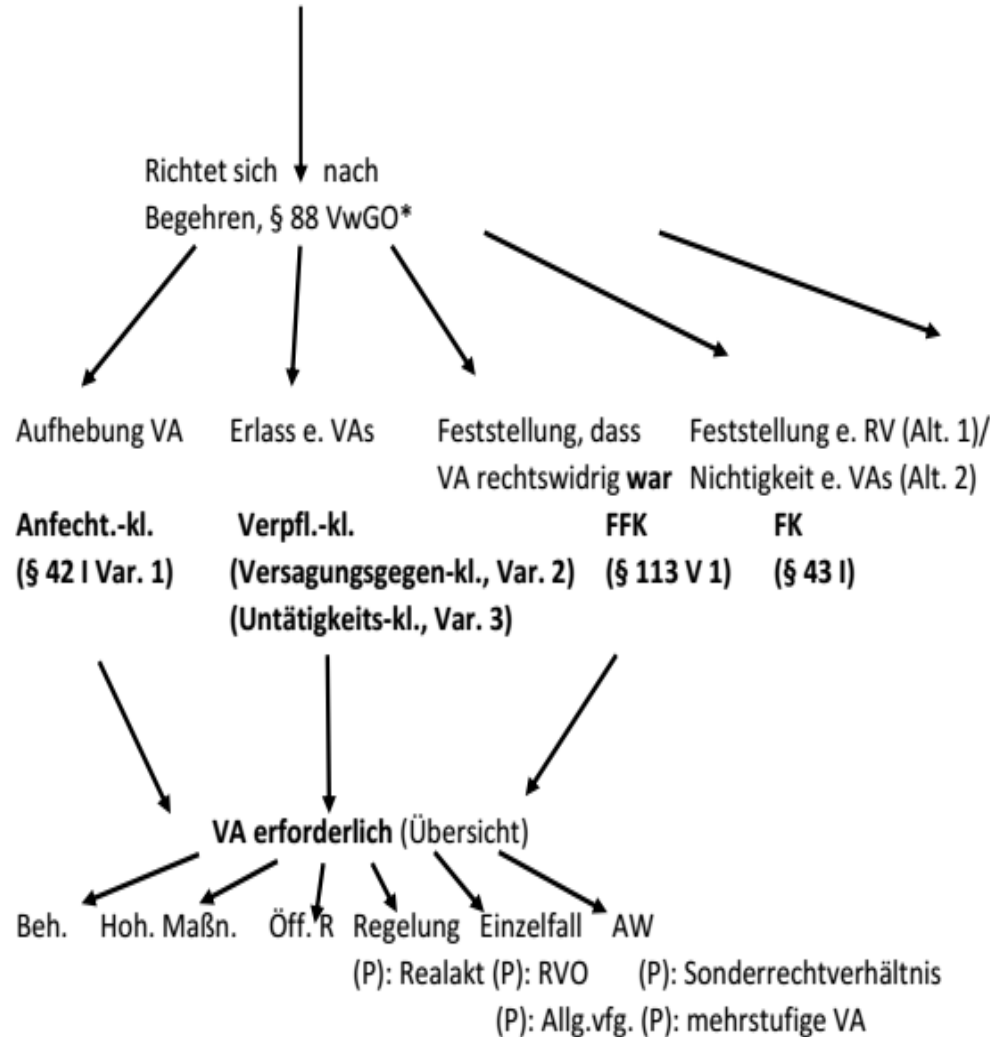 Richtet sich nach
Begehren, § 88 VwGO*
Aufhebung VA Erlass e. VAs Feststellung, dass Feststellung e. RV (Alt. 1)/
VA rechtswidrig war Nichtigkeit e. VAs (Alt. 2)
Anfecht.-kl. Verpfl.-kl. FFK FK
(§ 42 I Var. 1) (Versagungsgegen-kl., Var. 2) (§ 113 V 1) (§ 43 I)
(Untätigkeits-kl., Var. 3)
VA erforderlich (Übersicht)
Beh. Hoh. Maßn. Öff. R Regelung Einzelfall AW
(P): Realakt (P): RVO (P): Sonderrechtverhältnis
(P): Allg.vfg. (P): mehrstufige VA